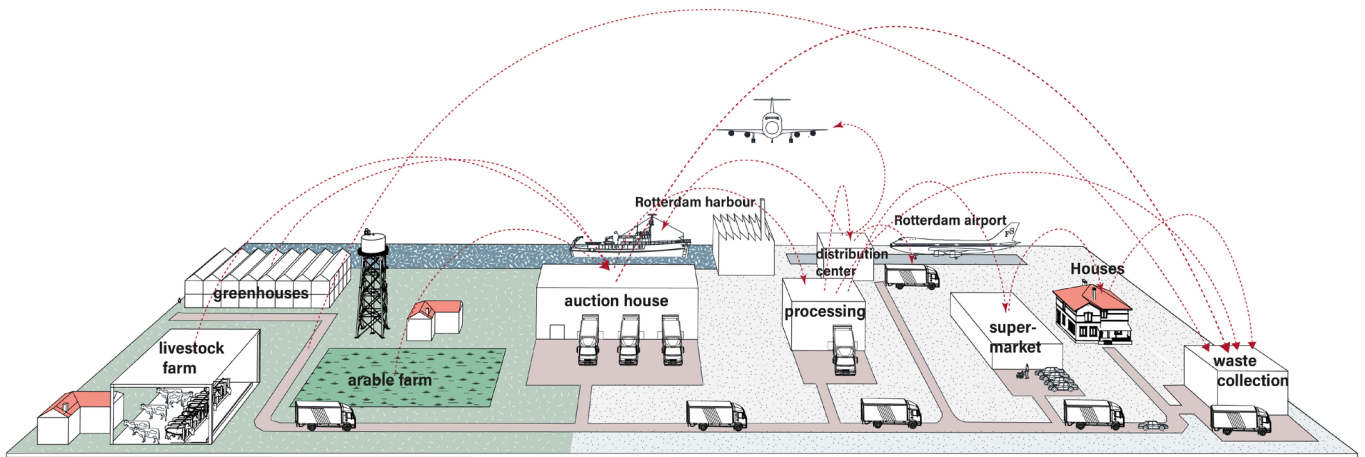 Rotterdam harbour
Rotterdam airport
distribution
center
Houses
greenhouses
auction house
processing
super-
market
livestock
farm
arable farm
waste
collection